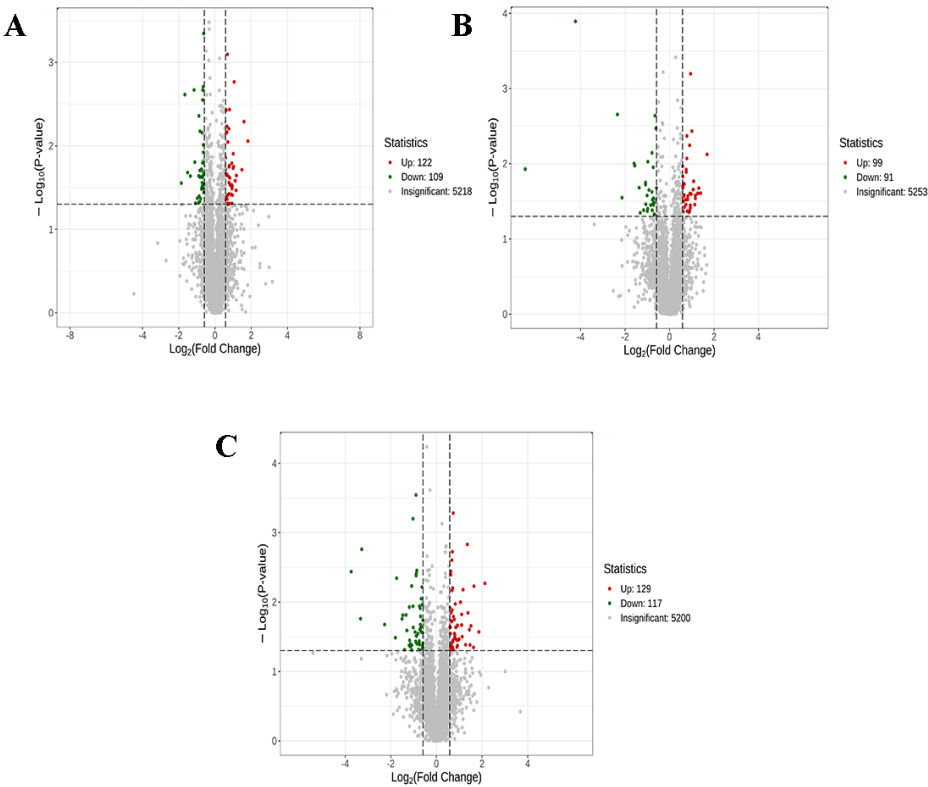 A
3
2
1
0
-8
-4
-2
0
2
4
8
Log2(Fold Change)
— Log10(P-value)
Statistics
Up: 122
Down: 109
Insignificant: 5218
B
4
3
2
1
0
-4
-2
0
2
4
Log2(Fold Change)
— Log10(P-value)
Statistics
Up: 99
Down: 91
Insignificant: 5253
C
4
3
2
1
0
-4
-2
0
2
4
Log2(Fold Change)
— Log10(P-value)
Statistics
Up: 129
Down: 117
Insignificant: 5200